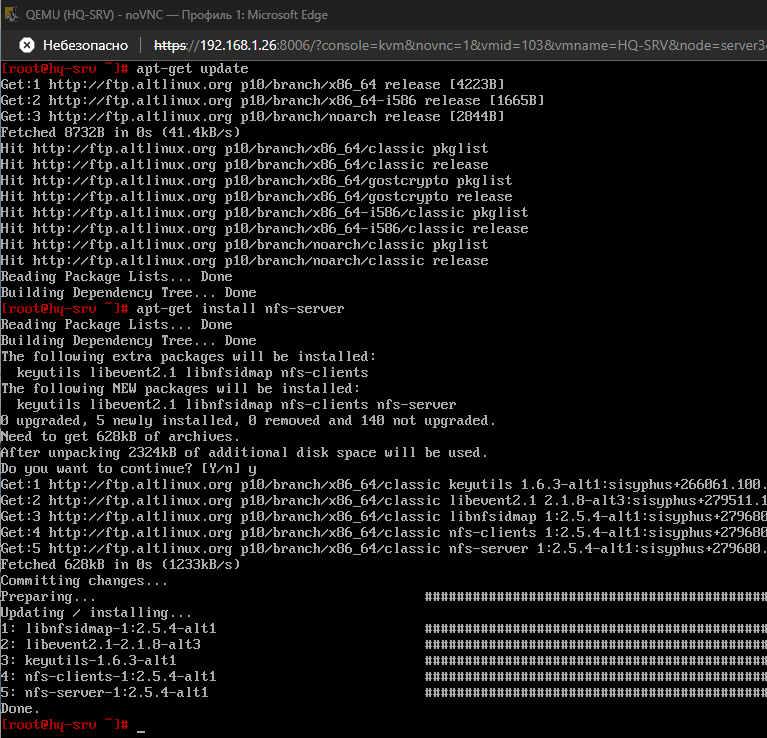 QEMU (HQ-SRV) - noVNC — Профиль 1: Microsoft Edge
Небезопасно | https://192.168.1.26:8006/?console=kvm&novnc=1&vmid=103&vmname=HQ-SRV&node=server3
[root@hq-srv ~]# apt-get update
Get:1 http://ftp.altlinux.org p10/branch/x86_64 release [4223B]
Get:2 http://ftp.altlinux.org p10/branch/x86_64-i586 release [1665B]
Get:3 http://ftp.altlinux.org p10/branch/noarch release [2844B]
Fetched 8732B in 0s (41.4kB/s)
Hit http://ftp.altlinux.org p10/branch/x86_64/classic pkglist
Hit http://ftp.altlinux.org p10/branch/x86_64/classic release
Hit http://ftp.altlinux.org p10/branch/x86_64/gostcrypto pkglist
Hit http://ftp.altlinux.org p10/branch/x86_64/gostcrypto release
Hit http://ftp.altlinux.org p10/branch/x86_64-i586/classic pkglist
Hit http://ftp.altlinux.org p10/branch/x86_64-i586/classic release
Hit http://ftp.altlinux.org p10/branch/noarch/classic pkglist
Hit http://ftp.altlinux.org p10/branch/noarch/classic release
Reading Package Lists... Done
Building Dependency Tree... Done
[root@hq-srv ~]# apt-get install nfs-server
Reading Package Lists... Done
Building Dependency Tree... Done
The following extra packages will be installed:
  keyutils libevent2.1 libnfsidmap nfs-clients
The following NEW packages will be installed:
  keyutils libevent2.1 libnfsidmap nfs-clients nfs-server
0 upgraded, 5 newly installed, 0 removed and 140 not upgraded.
Need to get 628kB of archives.
After unpacking 2324kB of additional disk space will be used.
Do you want to continue? [Y/n] y
Get:1 http://ftp.altlinux.org p10/branch/x86_64/classic keyutils 1.6.3-alt1:sisyphus+266061.100.
Get:2 http://ftp.altlinux.org p10/branch/x86_64/classic libevent2.1 2.1.8-alt3:sisyphus+279511.1
Get:3 http://ftp.altlinux.org p10/branch/x86_64/classic libnfsidmap 1:2.5.4-alt1:sisyphus+279680
Get:4 http://ftp.altlinux.org p10/branch/x86_64/classic nfs-clients 1:2.5.4-alt1:sisyphus+279680
Get:5 http://ftp.altlinux.org p10/branch/x86_64/classic nfs-server 1:2.5.4-alt1:sisyphus+279680.
Fetched 628kB in 0s (1233kB/s)
Committing changes...
Preparing... ###########################################
Updating / installing...
1: libnfsidmap-1:2.5.4-alt1 ###########################################
2: libevent2.1-2.1.8-alt3 ###########################################
3: keyutils-1.6.3-alt1 ###########################################
4: nfs-clients-1:2.5.4-alt1 ###########################################
5: nfs-server-1:2.5.4-alt1 ###########################################
Done.
[root@hq-srv ~]# _